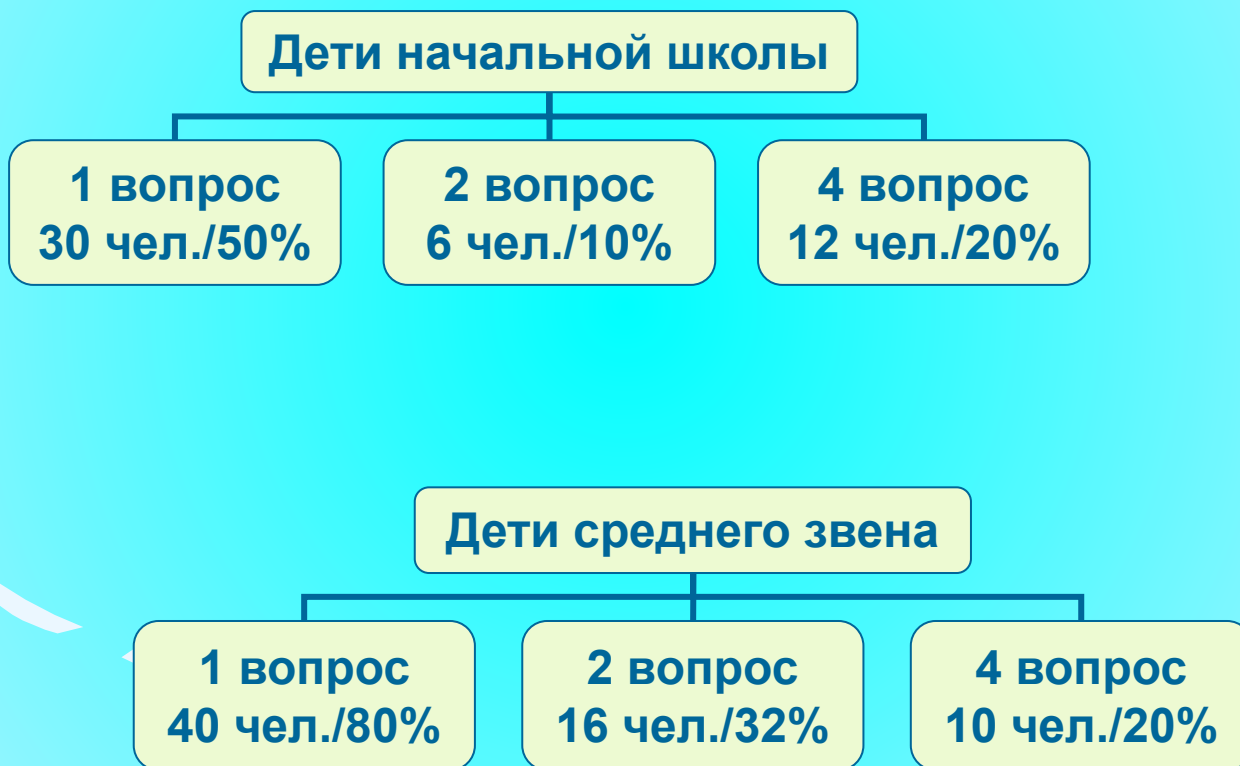 Дети начальной школы
1 вопрос
30 чел./50%
2 вопрос
6 чел./10%
4 вопрос
12 чел./20%
Дети среднего звена
1 вопрос
40 чел./80%
2 вопрос
16 чел./32%
4 вопрос
10 чел./20%